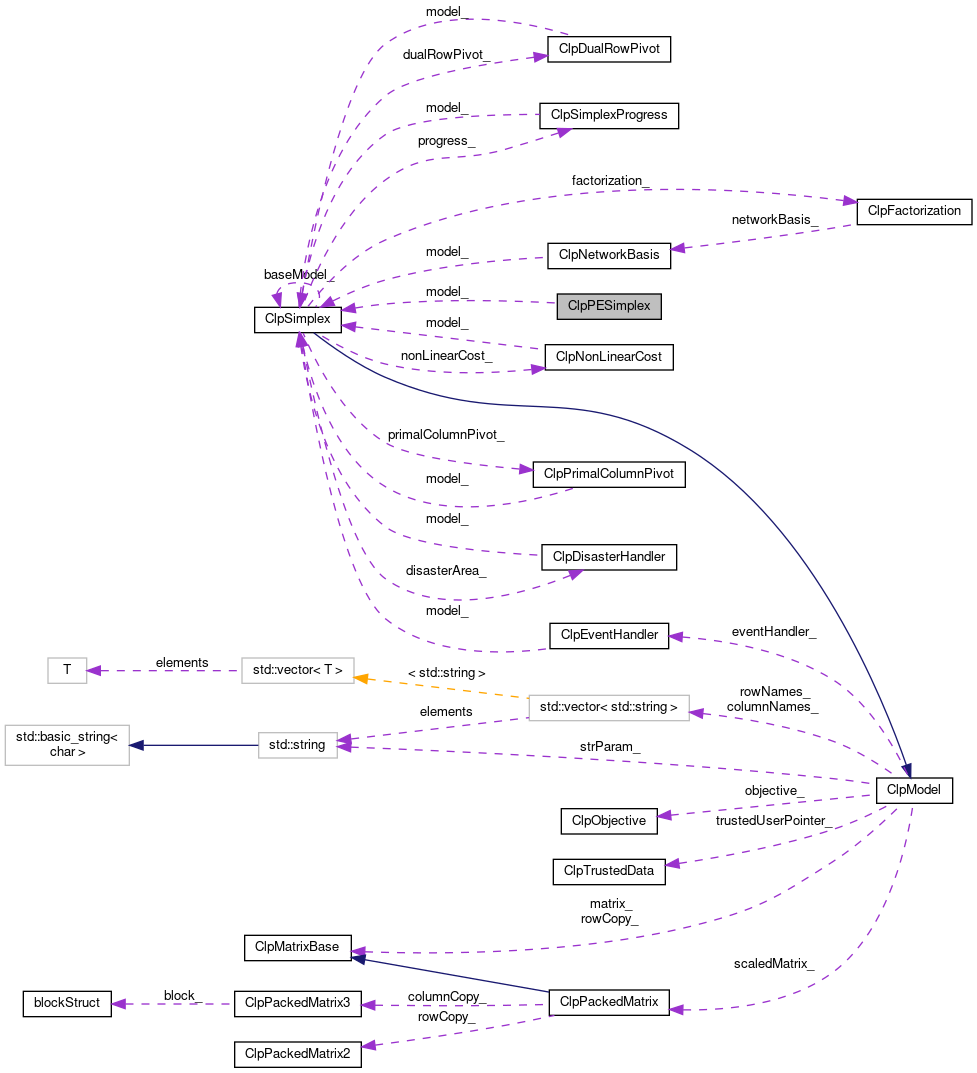 model_
ClpDualRowPivot
dualRowPivot_
model_
ClpSimplexProgress
progress_
factorization_
ClpFactorization
networkBasis_
model_
ClpNetworkBasis
baseModel_
model_
ClpPESimplex
ClpSimplex
model_
nonLinearCost_
ClpNonLinearCost
primalColumnPivot_
ClpPrimalColumnPivot
model_
model_
ClpDisasterHandler
disasterArea_
model_
ClpEventHandler
eventHandler_
T
elements
std::vector< T >
< std::string >
std::vector< std::string >
rowNames_
columnNames_
elements
std::basic_string<
char >
std::string
strParam_
ClpModel
objective_
ClpObjective
trustedUserPointer_
ClpTrustedData
matrix_
rowCopy_
ClpMatrixBase
scaledMatrix_
blockStruct
block_
ClpPackedMatrix3
columnCopy_
ClpPackedMatrix
rowCopy_
ClpPackedMatrix2